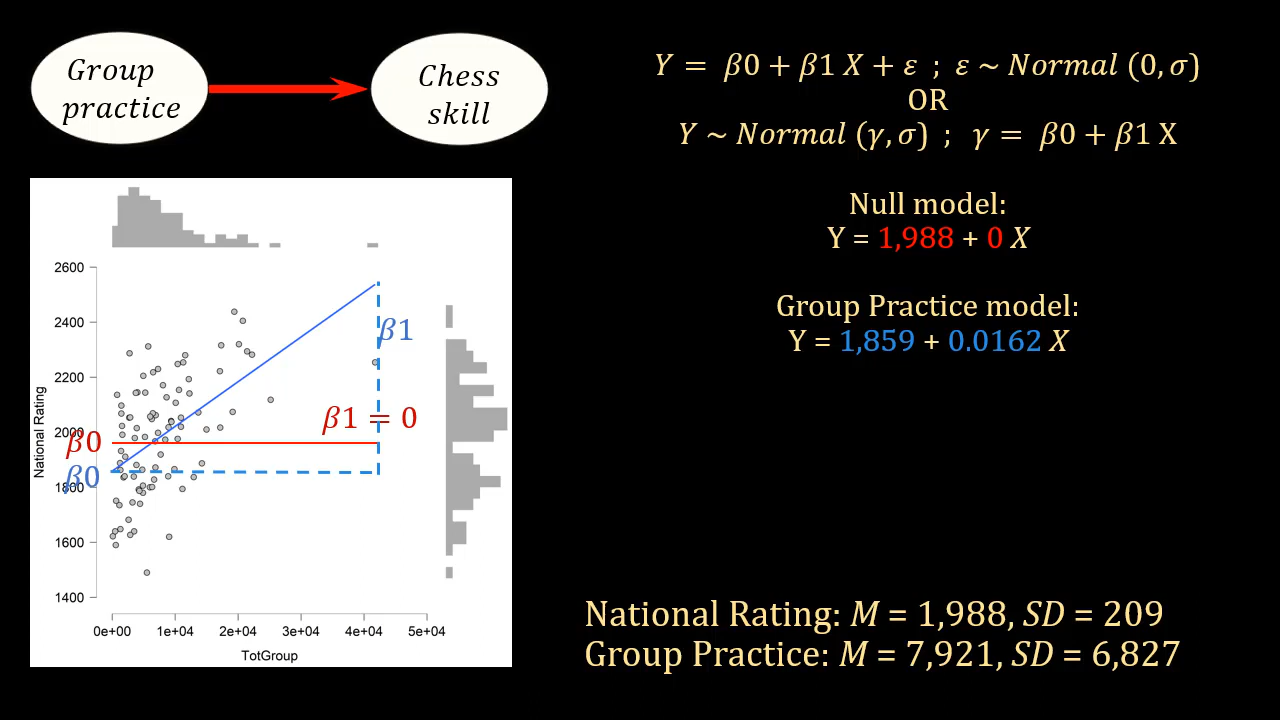 Group
practice
Chess
skill
Y = β0 + β1 X + ε ; ε ~ Normal (0, σ)
OR
Y ~ Normal (γ, σ) ; γ = β0 + β1 X
Null model:
Y = 1,988 + 0 X
Group Practice model:
Y = 1,859 + 0.0162 X
2600
2400
2200
2000
1800
1600
1400
National Rating
β1
β1 = 0
β0
β0
0e+00 1e+04 2e+04 3e+04 4e+04 5e+04
TotGroup
National Rating: M = 1,988, SD = 209
Group Practice: M = 7,921, SD = 6,827